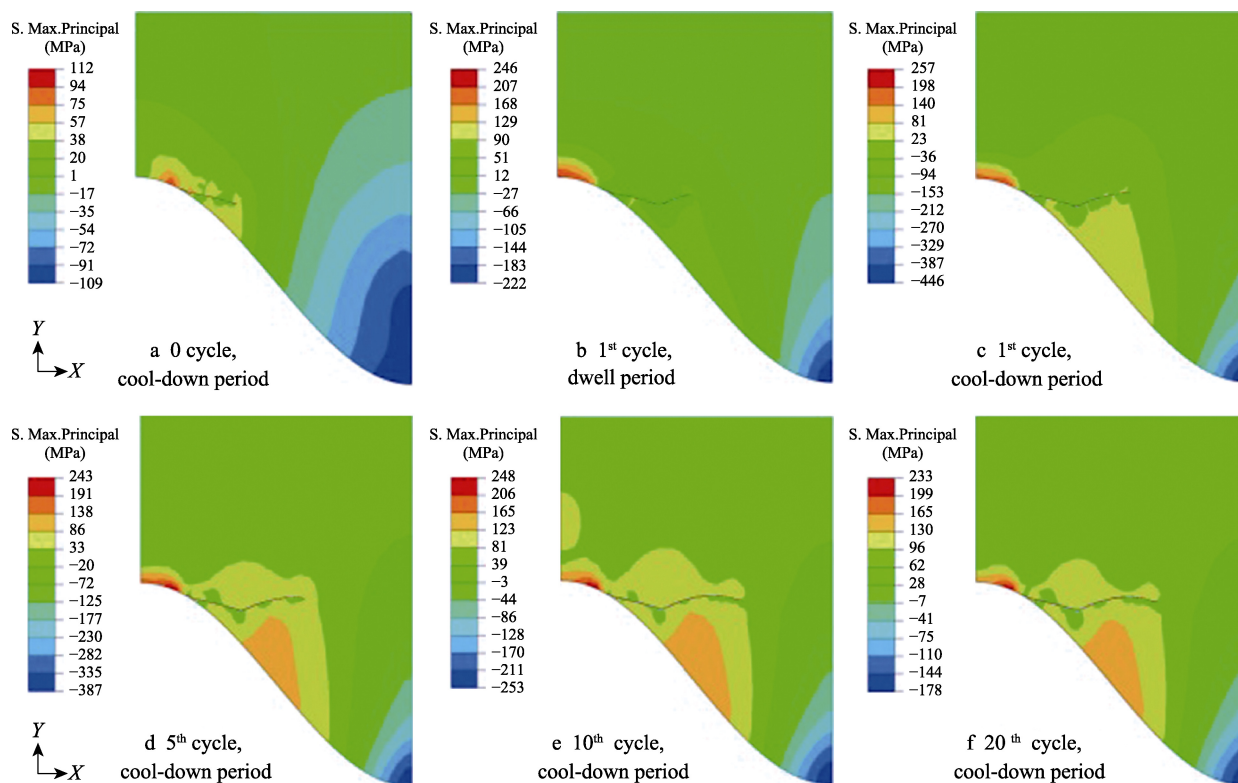 S. Max.Principal
(MPa)
112
94
75
57
38
20
1
−17
−35
−54
−72
−91
−109
Y
X
a 0 cycle,
cool-down period
S. Max.Principal
(MPa)
246
207
168
129
90
51
12
−27
−66
−105
−144
−183
−222
b 1st cycle,
dwell period
S. Max.Principal
(MPa)
257
198
140
81
23
−36
−94
−153
−212
−270
−329
−387
−446
c 1st cycle,
cool-down period
S. Max.Principal
(MPa)
243
191
138
86
33
−20
−72
−125
−177
−230
−282
−335
−387
Y
X
d 5th cycle,
cool-down period
S. Max.Principal
(MPa)
248
206
165
123
81
39
−3
−44
−86
−128
−170
−211
−253
e 10th cycle,
cool-down period
S. Max.Principal
(MPa)
233
199
165
130
96
62
28
−7
−41
−75
−110
−144
−178
f 20 th cycle,
cool-down period